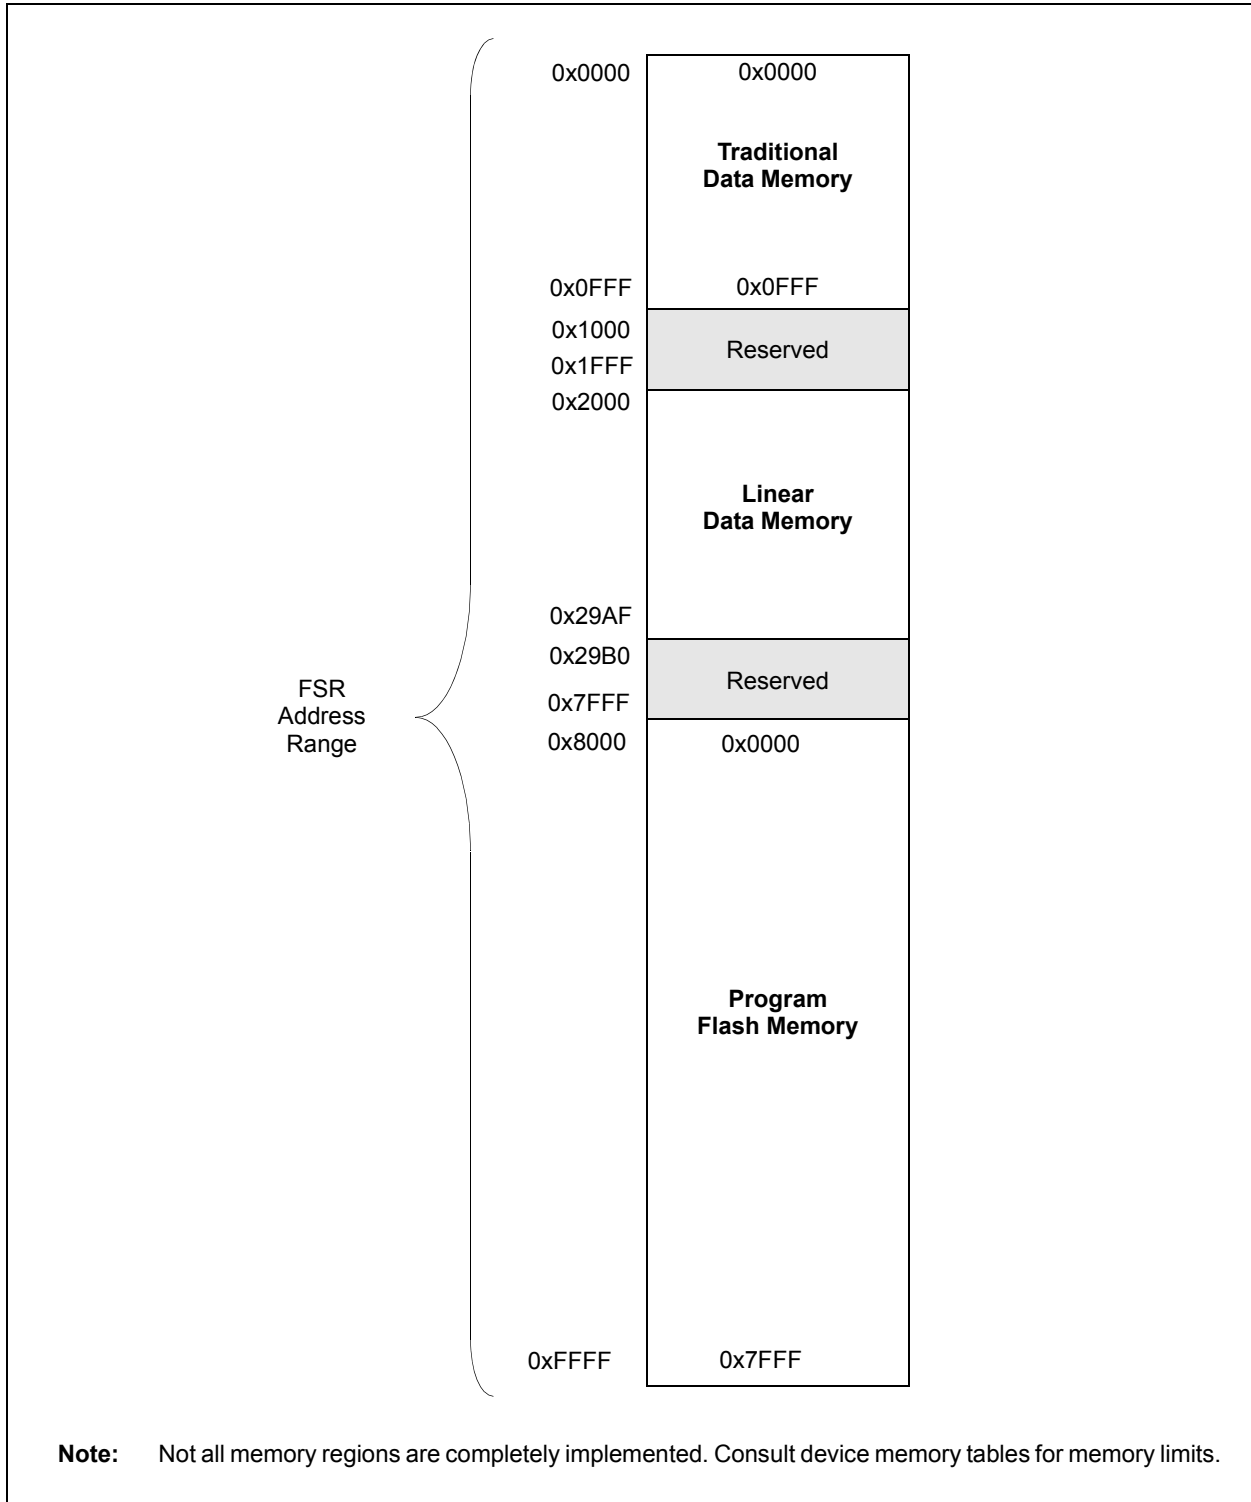 0x0000 0x0000
Traditional
Data Memory
0x0FFF 0x0FFF
0x1000
Reserved
0x1FFF
0x2000
Linear
Data Memory
0x29AF
0x29B0
Reserved
0x7FFF
FSR
Address
Range
0x8000 0x0000
Program
Flash Memory
0xFFFF 0x7FFF
Note: Not all memory regions are completely implemented. Consult device memory tables for memory limits.